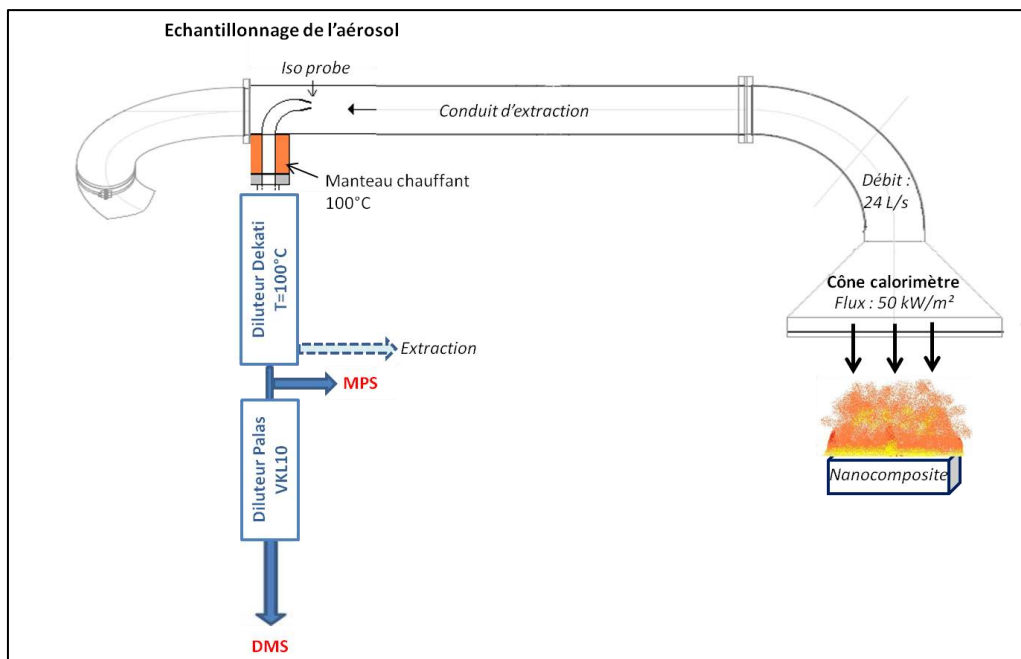 Echantillonnage de l'aérosol
Iso probe
Conduit d'extraction
Manteau chauffant
100°C
Débit :
24 L/s
Diluteur Dekati
T=100°C
Cône calorimètre
Flux : 50 kW/m²
Extraction
MPS
Diluteur Palas
VKL10
Nanocomposite
DMS